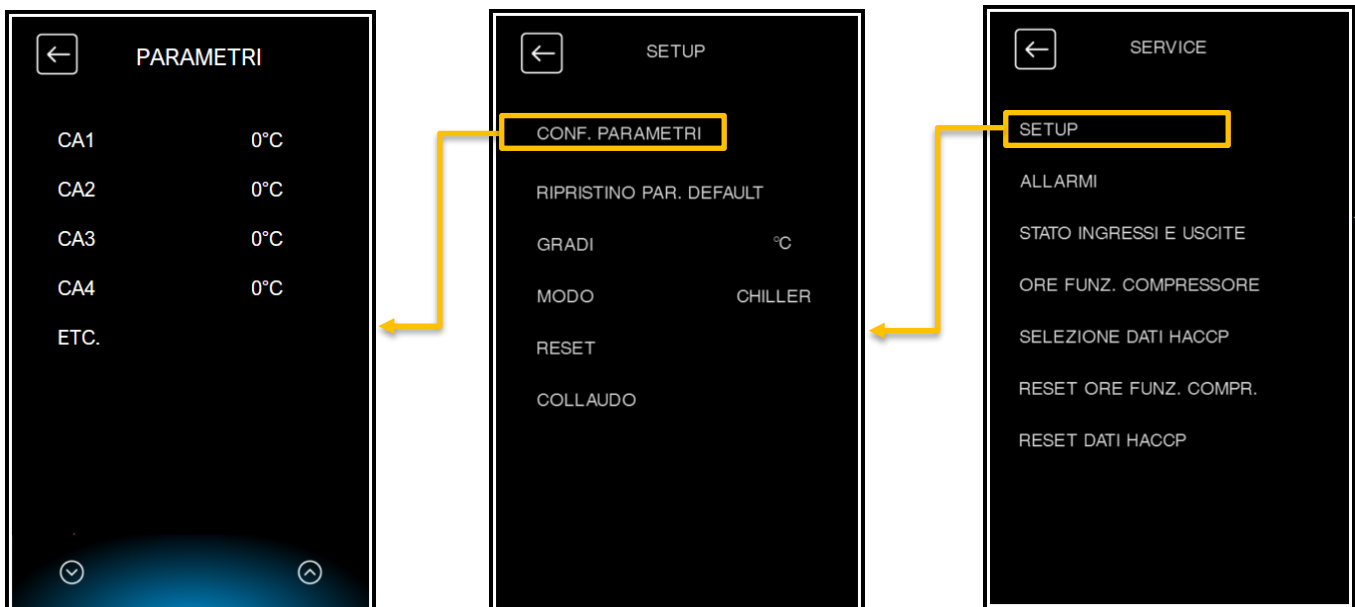 PARAMETRI
CA1 0°C
CA2 0°C
CA3 0°C
CA4 0°C
ETC.
SETUP
CONF. PARAMETRI
RIPRISTINO PAR. DEFAULT
GRADI °C
MODO CHILLER
RESET
COLLAUDO
SERVICE
SETUP
ALLARMI
STATO INGRESSI E USCITE
ORE FUNZ. COMPRESSORE
SELEZIONE DATI HACCP
RESET ORE FUNZ. COMPR.
RESET DATI HACCP